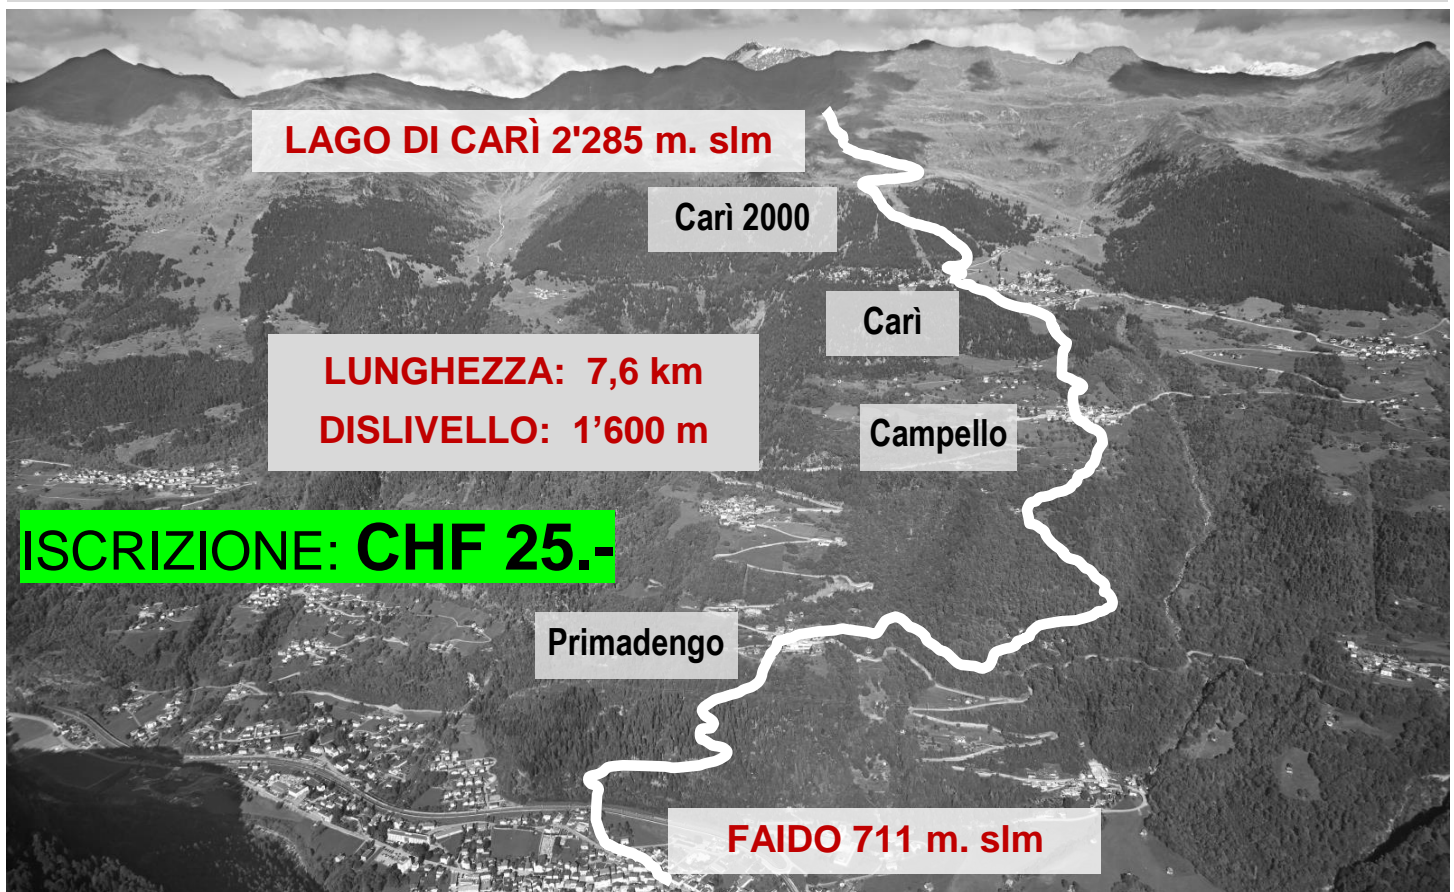 LAGO DI CARÌ 2'285 m. slm
Carì 2000
Carì
LUNGHEZZA: 7,6 km
DISLIVELLO: 1’600 m
Campello
ISCRIZIONE: CHF 25.-
Primadengo
FAIDO 711 m. slm